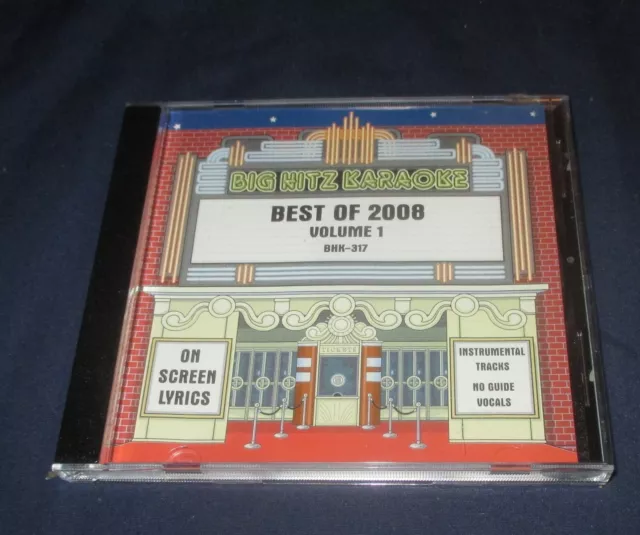 BIG HITZ KARAOKE
BEST OF 2008
VOLUME 1
BHK-317
ON
SCREEN
LYRICS
INSTRUMENTAL
TRACKS
NO GUIDE
VOCALS